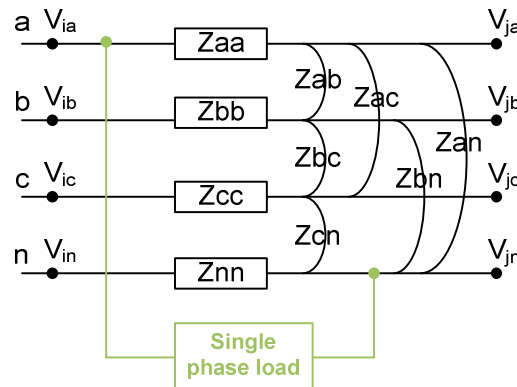 a Via Zaa Vja
Zab Zac
b Vib Zbb Vjb
Zan
Zbc Zbn
c Vic Zcc Vjc
Zcn
n Vin Znn Vjn
Single
phase load